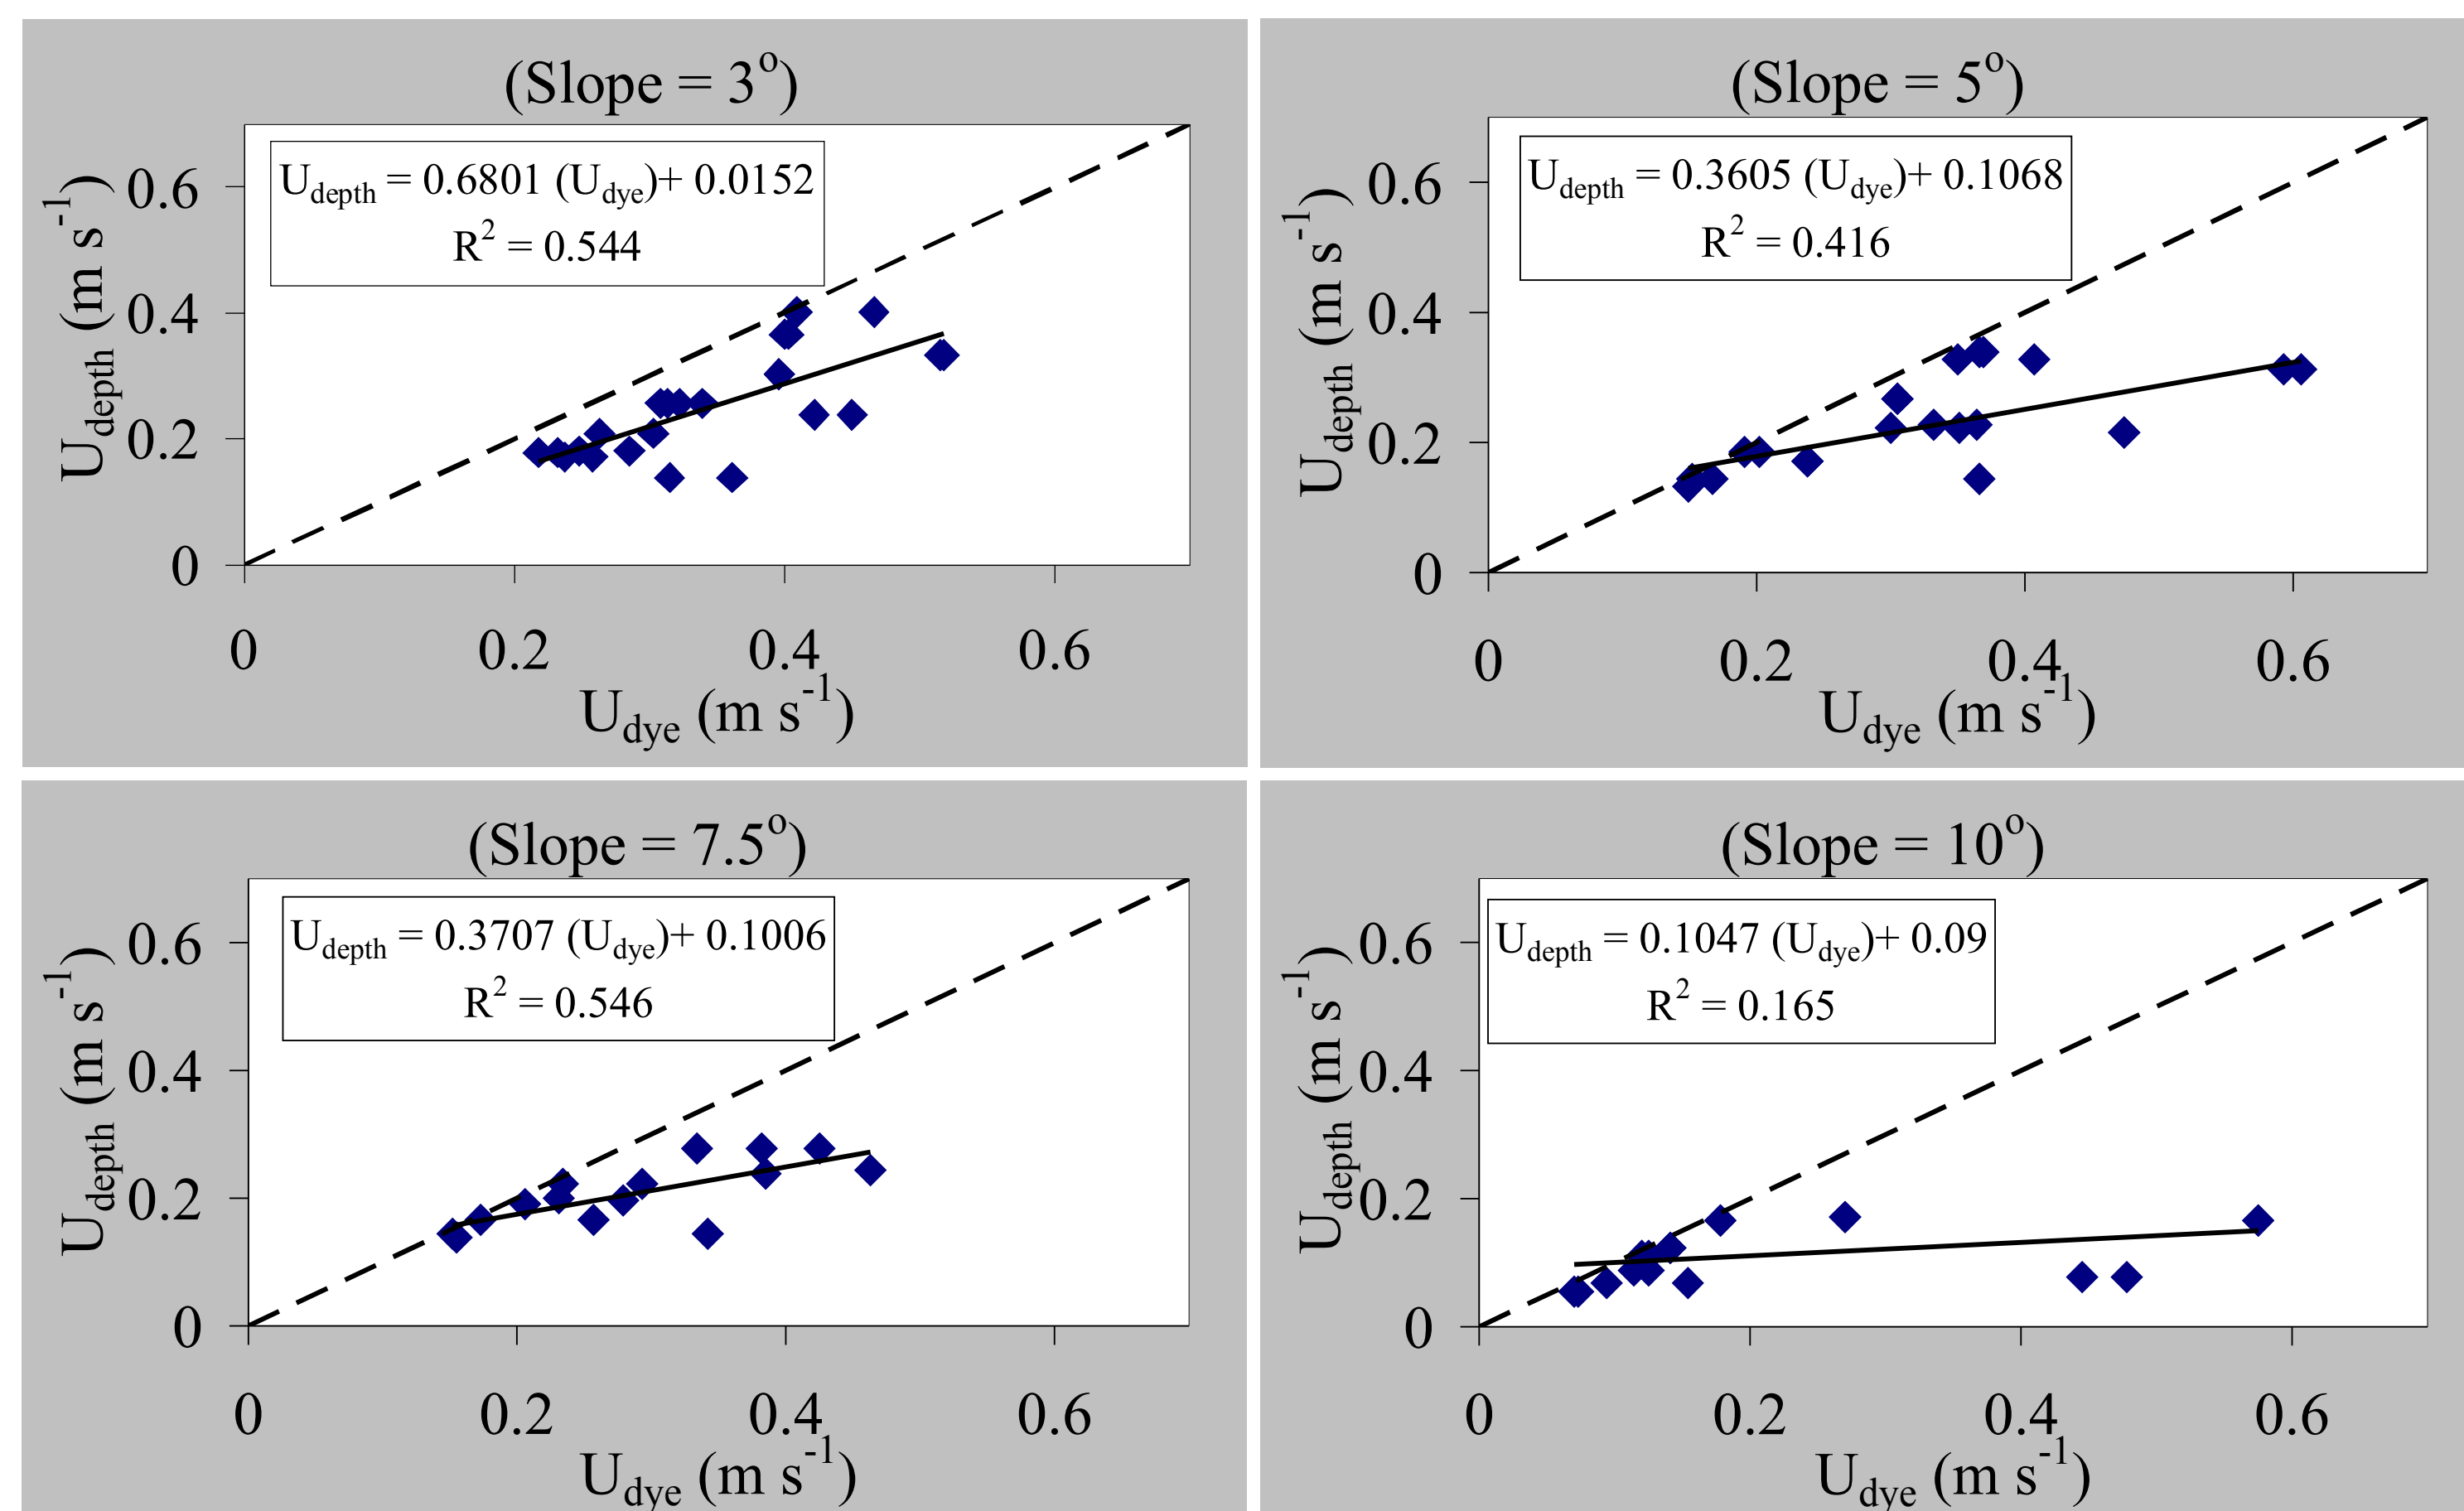 (Slope = 3°)
U_depth = 0.6801 (U_dye)+ 0.0152
R² = 0.544
U_depth (m s⁻¹)
0.6
0.4
0.2
0
0 0.2 0.4 0.6
U_dye (m s⁻¹)
(Slope = 5°)
U_depth = 0.3605 (U_dye)+ 0.1068
R² = 0.416
U_depth (m s⁻¹)
0.6
0.4
0.2
0
0 0.2 0.4 0.6
U_dye (m s⁻¹)
(Slope = 7.5°)
U_depth = 0.3707 (U_dye)+ 0.1006
R² = 0.546
U_depth (m s⁻¹)
0.6
0.4
0.2
0
0 0.2 0.4 0.6
U_dye (m s⁻¹)
(Slope = 10°)
U_depth = 0.1047 (U_dye)+ 0.09
R² = 0.165
U_depth (m s⁻¹)
0.6
0.4
0.2
0
0 0.2 0.4 0.6
U_dye (m s⁻¹)